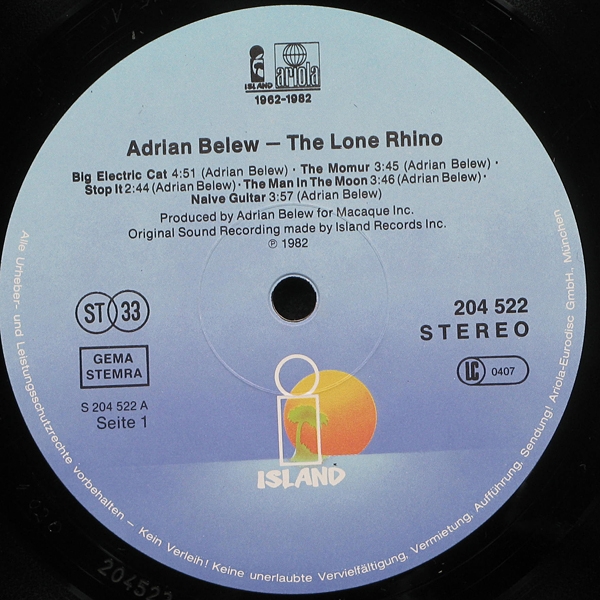 ISLAND ariola
1962-1982
Adrian Belew – The Lone Rhino
Big Electric Cat 4:51 (Adrian Belew) · The Momur 3:45 (Adrian Belew) ·
Stop It 2:44 (Adrian Belew) · The Man In The Moon 3:46 (Adrian Belew) ·
Naive Guitar 3:57 (Adrian Belew)
Produced by Adrian Belew for Macaque Inc.
Original Sound Recording made by Island Records Inc.
℗ 1982
ST 33
204 522
STEREO
GEMA
STEMRA
LC 0407
S 204 522 A
Seite 1
ISLAND
Alle Urheber- und Leistungsschutzrechte vorbehalten – Kein Verleih! Keine unerlaubte Vervielfältigung, Vermietung, Aufführung, Sendung! Ariola-Eurodisc GmbH., München
204522